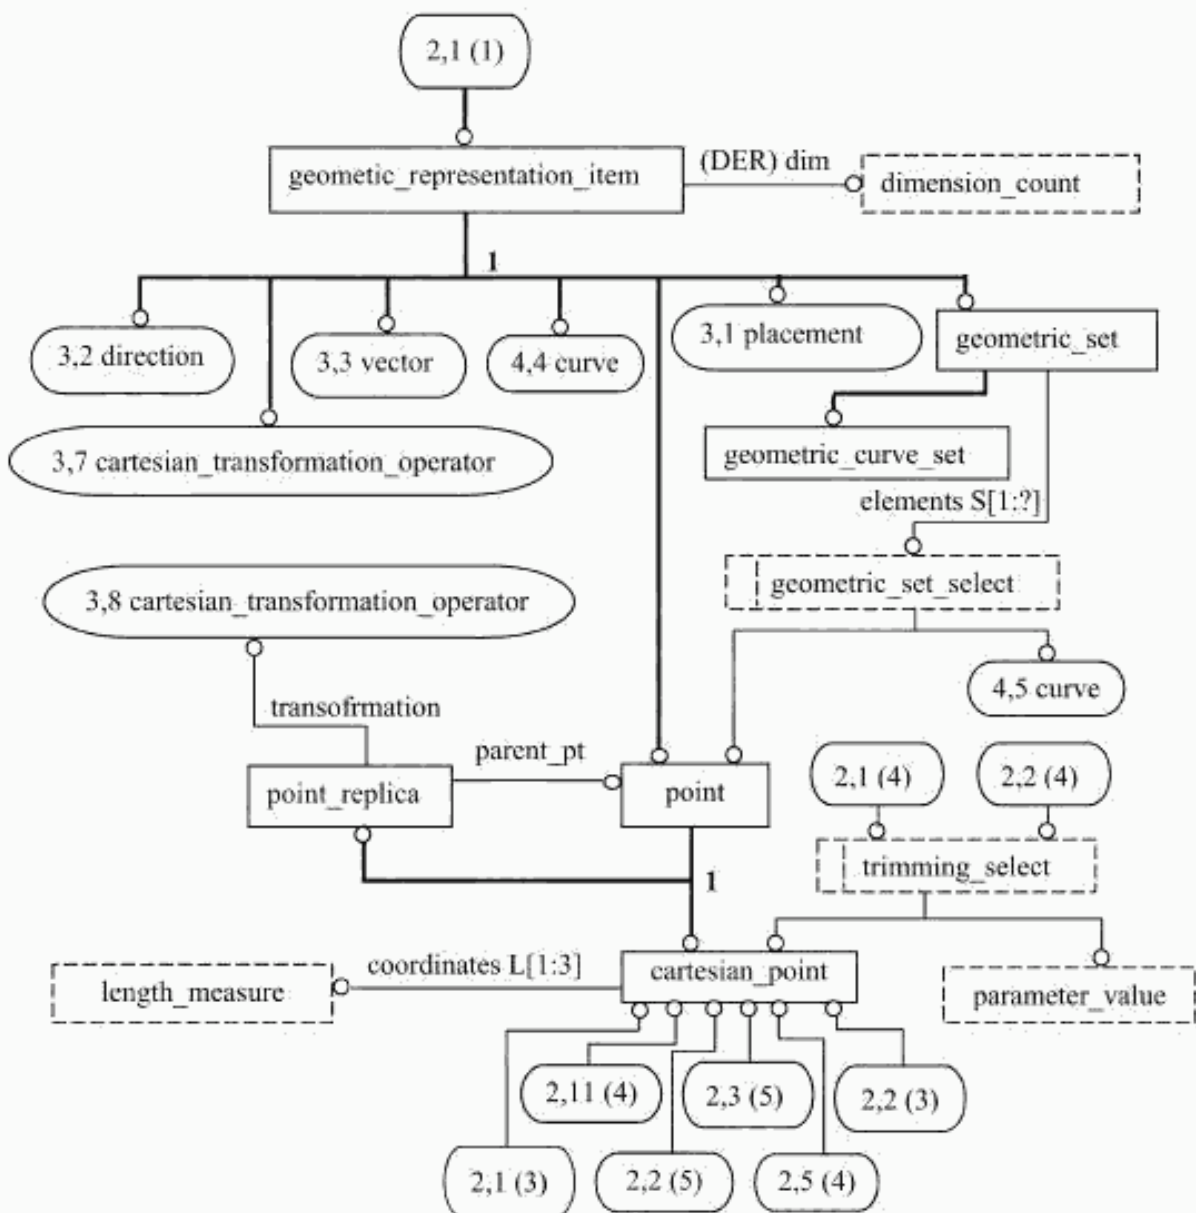 2,1 (1)
geometic_representation_item
(DER) dim
dimension_count
1
3,2 direction
3,3 vector
4,4 curve
3,1 placement
geometric_set
3,7 cartesian_transformation_operator
geometric_curve_set
elements S[1:?]
geometric_set_select
3,8 cartesian_transformation_operator
4,5 curve
transofrmation
parent_pt
point_replica
point
2,1 (4)
2,2 (4)
trimming_select
1
coordinates L[1:3]
length_measure
cartesian_point
parameter_value
2,11 (4)
2,3 (5)
2,2 (3)
2,1 (3)
2,2 (5)
2,5 (4)